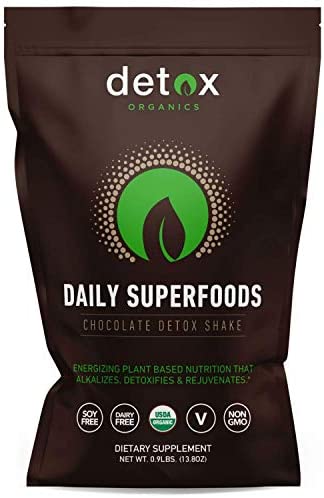 detox
ORGANICS
DAILY SUPERFOODS
CHOCOLATE DETOX SHAKE
ENERGIZING PLANT BASED NUTRITION THAT
ALKALIZES, DETOXIFIES & REJUVENATES.*
SOY FREE
DAIRY FREE
USDA ORGANIC
V
NON GMO
DIETARY SUPPLEMENT
NET WT. 0.9LBS. (13.8OZ)